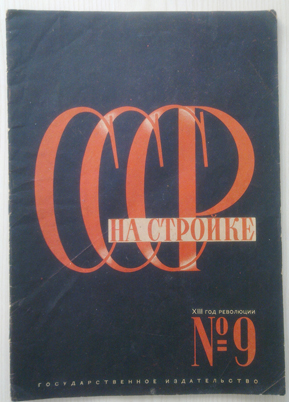 СССР
НА СТРОЙКЕ
XIII ГОД РЕВОЛЮЦИИ
№9
ГОСУДАРСТВЕННОЕ ИЗДАТЕЛЬСТВО